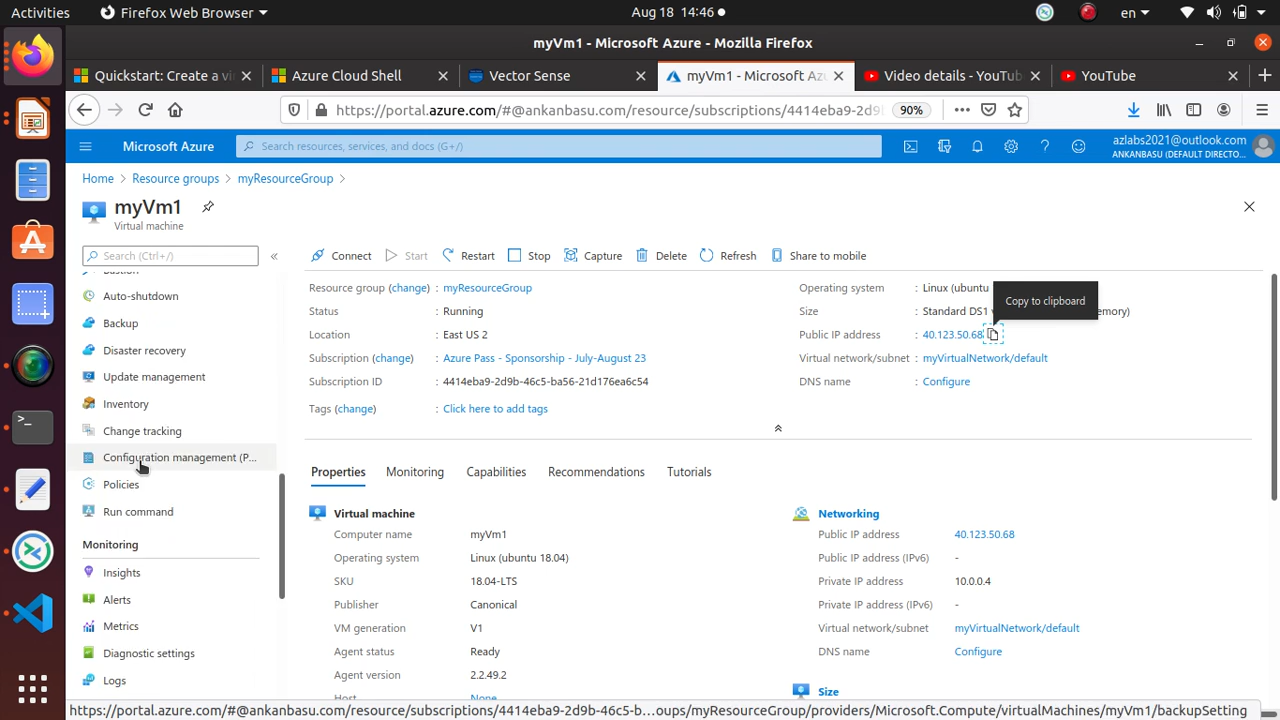 Activities
Firefox Web Browser
Aug 18 14:46
en
myVm1 - Microsoft Azure - Mozilla Firefox
Quickstart: Create a vi
Azure Cloud Shell
Vector Sense
myVm1 - Microsoft Azu
Video details - YouTub
YouTube
https://portal.azure.com/#@ankanbasu.com/resource/subscriptions/4414eba9-2d9b
90%
Microsoft Azure
Search resources, services, and docs (G+/)
azlabs2021@outlook.com
ANKANBASU (DEFAULT DIRECTO...
Home > Resource groups > myResourceGroup >
myVm1
Virtual machine
Search (Ctrl+/)
Connect
Start
Restart
Stop
Capture
Delete
Refresh
Share to mobile
Bastion
Auto-shutdown
Backup
Disaster recovery
Update management
Inventory
Change tracking
Configuration management (P...
Policies
Run command
Monitoring
Insights
Alerts
Metrics
Diagnostic settings
Logs
Resource group (change) : myResourceGroup
Status : Running
Location : East US 2
Subscription (change) : Azure Pass - Sponsorship - July-August 23
Subscription ID : 4414eba9-2d9b-46c5-ba56-21d176ea6c54
Tags (change) : Click here to add tags
Operating system : Linux (ubuntu
Size : Standard DS1 emory)
Public IP address : 40.123.50.68
Virtual network/subnet : myVirtualNetwork/default
DNS name : Configure
Copy to clipboard
Properties
Monitoring
Capabilities
Recommendations
Tutorials
Virtual machine
Computer name myVm1
Operating system Linux (ubuntu 18.04)
SKU 18.04-LTS
Publisher Canonical
VM generation V1
Agent status Ready
Agent version 2.2.49.2
Host None
Networking
Public IP address 40.123.50.68
Public IP address (IPv6) -
Private IP address 10.0.0.4
Private IP address (IPv6) -
Virtual network/subnet myVirtualNetwork/default
DNS name Configure
Size
https://portal.azure.com/#@ankanbasu.com/resource/subscriptions/4414eba9-2d9b-46c5-b...oups/myResourceGroup/providers/Microsoft.Compute/virtualMachines/myVm1/backupSetting